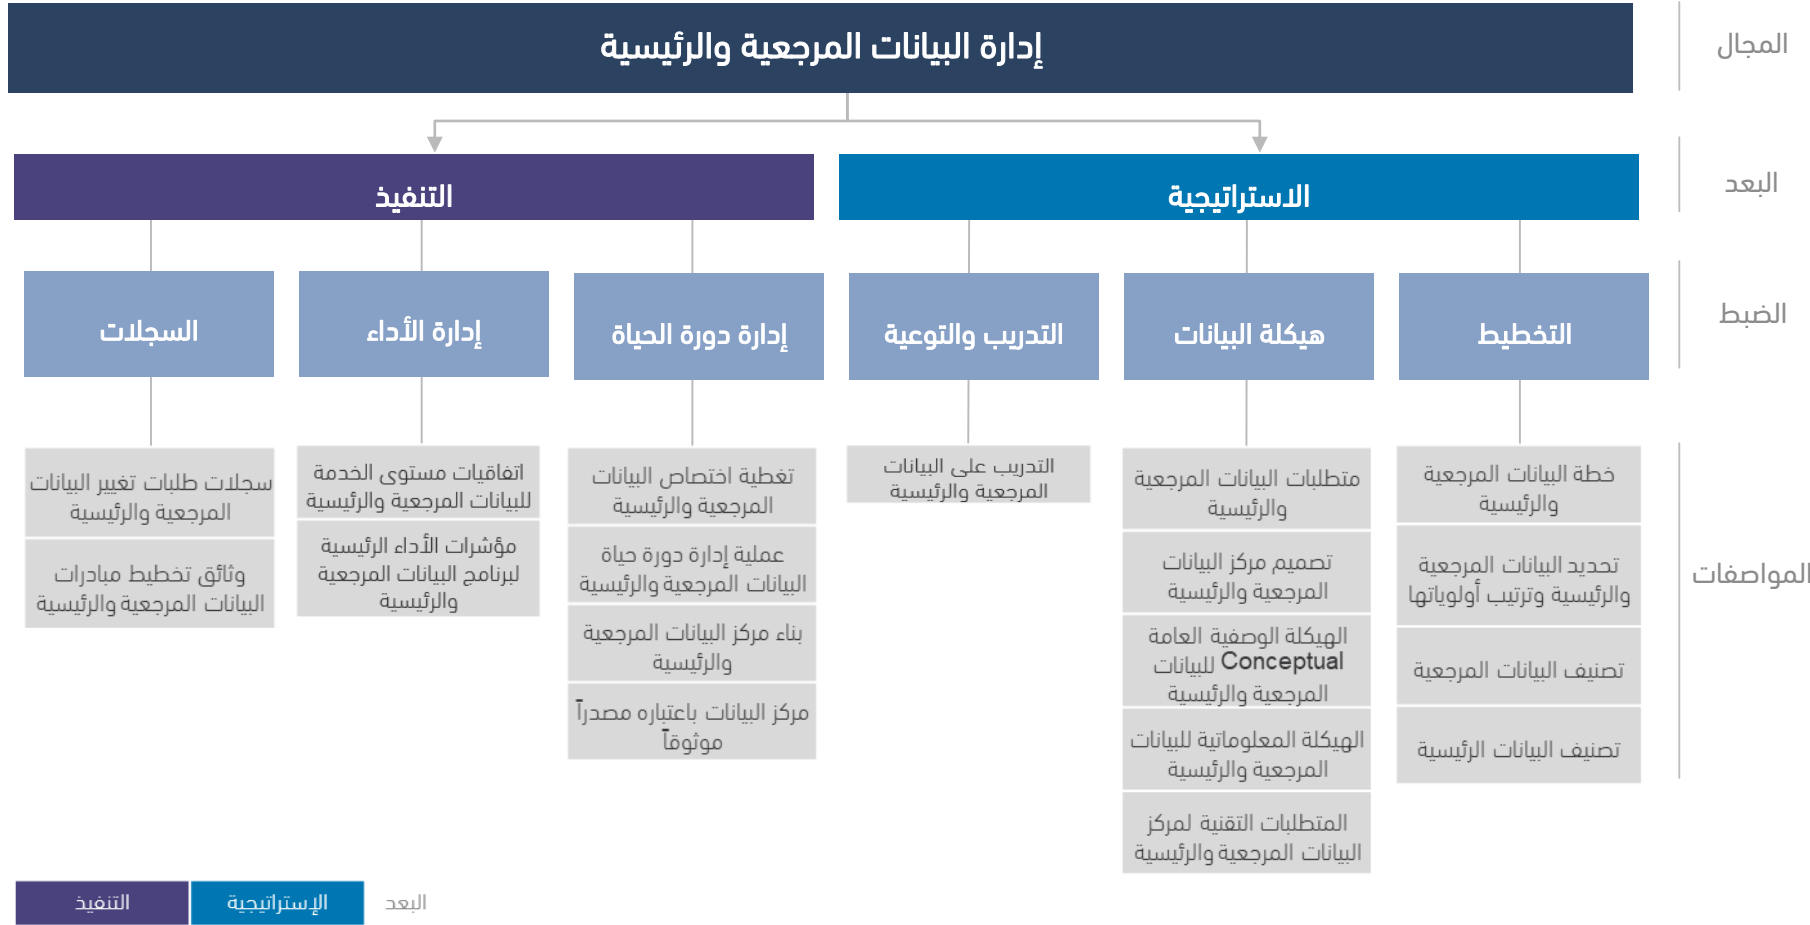 المجال
إدارة البيانات المرجعية والرئيسية
البعد
الاستراتيجية
التنفيذ
الضبط
التخطيط
هيكلة البيانات
التدريب والتوعية
إدارة دورة الحياة
إدارة الأداء
السجلات
المواصفات
خطة البيانات المرجعية
والرئيسية
تحديد البيانات المرجعية
والرئيسية وترتيب أولوياتها
تصنيف البيانات المرجعية
تصنيف البيانات الرئيسية
متطلبات البيانات المرجعية
والرئيسية
تصميم مركز البيانات
المرجعية والرئيسية
الهيكلة الوصفية العامة
Conceptual للبيانات
المرجعية والرئيسية
الهيكلة المعلوماتية للبيانات
المرجعية والرئيسية
المتطلبات التقنية لمركز
البيانات المرجعية والرئيسية
التدريب على البيانات
المرجعية والرئيسية
تغطية اختصاص البيانات
المرجعية والرئيسية
عملية إدارة دورة حياة
البيانات المرجعية والرئيسية
بناء مركز البيانات المرجعية
والرئيسية
مركز البيانات باعتباره مصدراً
موثوقاً
اتفاقيات مستوى الخدمة
للبيانات المرجعية والرئيسية
مؤشرات الأداء الرئيسية
لبرنامج البيانات المرجعية
والرئيسية
سجلات طلبات تغيير البيانات
المرجعية والرئيسية
وثائق تخطيط مبادرات
البيانات المرجعية والرئيسية
البعد
الإستراتيجية
التنفيذ